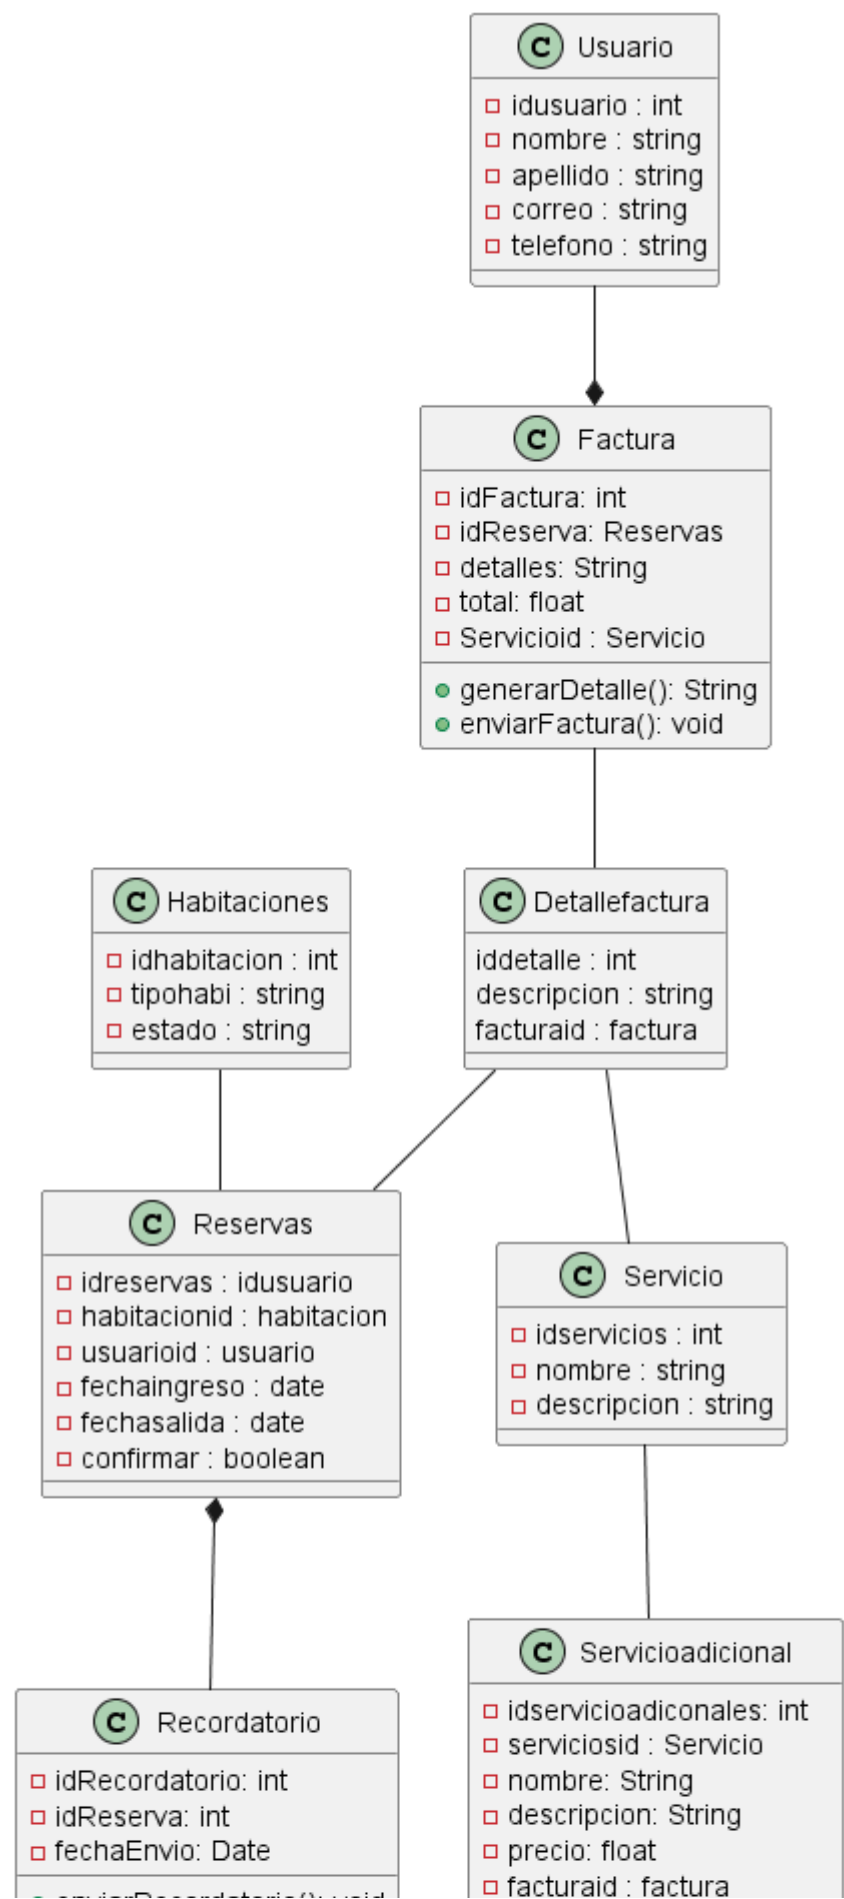 C Usuario
idusuario : int
nombre : string
apellido : string
correo : string
telefono : string
C Factura
idFactura: int
idReserva: Reservas
detalles: String
total: float
Servicioid : Servicio
generarDetalle(): String
enviarFactura(): void
C Habitaciones
idhabitacion : int
tipohabi : string
estado : string
C Detallefactura
iddetalle : int
descripcion : string
facturaid : factura
C Reservas
idreservas : idusuario
habitacionid : habitacion
usuarioid : usuario
fechaingreso : date
fechasalida : date
confirmar : boolean
C Servicio
idservicios : int
nombre : string
descripcion : string
C Recordatorio
idRecordatorio: int
idReserva: int
fechaEnvio: Date
enviarRecordatorio(): void
C Servicioadicional
idservicioadiconales: int
serviciosid : Servicio
nombre: String
descripcion: String
precio: float
facturaid : factura